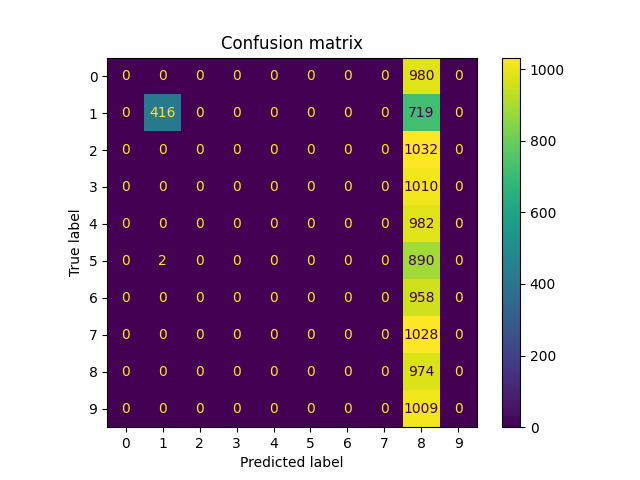 Confusion matrix
0 0 0 0 0 0 0 0 0 980 0
1 0 416 0 0 0 0 0 0 719 0
2 0 0 0 0 0 0 0 0 1032 0
3 0 0 0 0 0 0 0 0 1010 0
4 0 0 0 0 0 0 0 0 982 0
5 0 2 0 0 0 0 0 0 890 0
6 0 0 0 0 0 0 0 0 958 0
7 0 0 0 0 0 0 0 0 1028 0
8 0 0 0 0 0 0 0 0 974 0
9 0 0 0 0 0 0 0 0 1009 0
0 1 2 3 4 5 6 7 8 9
Predicted label
True label
1000
800
600
400
200
0